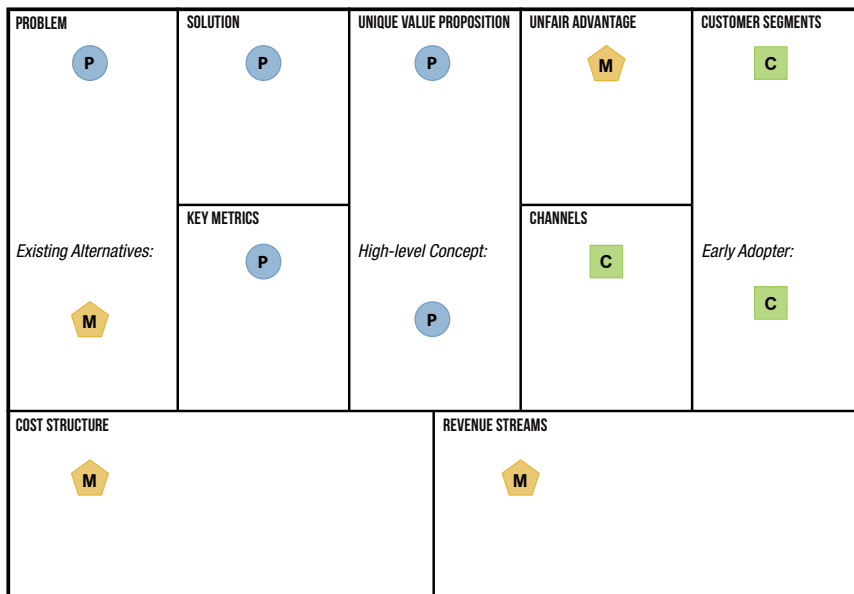 PROBLEM
P
Existing Alternatives:
M
SOLUTION
P
KEY METRICS
P
UNIQUE VALUE PROPOSITION
P
High-level Concept:
P
UNFAIR ADVANTAGE
M
CHANNELS
C
CUSTOMER SEGMENTS
C
Early Adopter:
C
COST STRUCTURE
M
REVENUE STREAMS
M